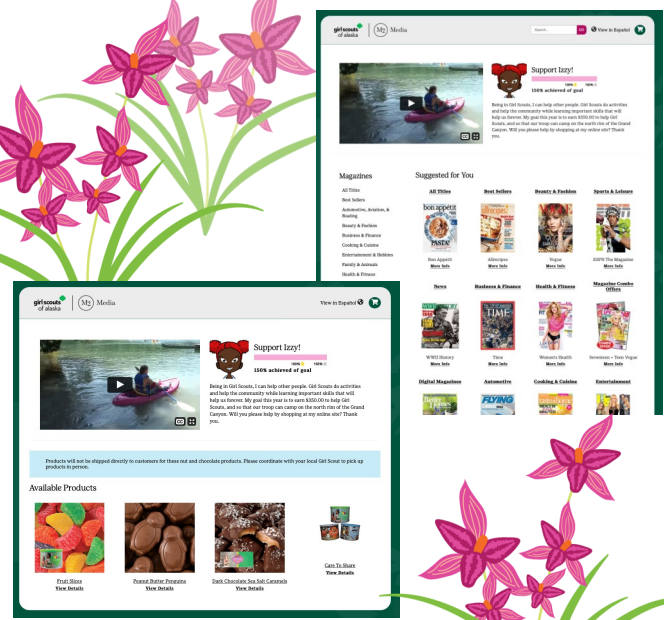 girl scouts
of alaska
M2 Media
Search...
GO
View in Español
Support Izzy!
150% achieved of goal
Being in Girl Scouts, I can help other people. Girl Scouts do activities
and help the community while learning important skills that will
help us forever. My goal this year is to earn $350.00 to help Girl
Scouts, and so that our troop can camp on the north rim of the Grand
Canyon. Will you please help by shopping at my online site? Thank
you.
Magazines
All Titles
Best Sellers
Automotive, Aviation, &
Boating
Beauty & Fashion
Business & Finance
Cooking & Cuisine
Entertainment & Hobbies
Family & Animals
Health & Fitness
Suggested for You
All Titles
Best Sellers
Beauty & Fashion
Sports & Leisure
bon appétit
PASTA!
Bon Appetit
More Info
Allrecipes
More Info
Vogue
More Info
ESPN The Magazine
More Info
News
Business & Finance
Health & Fitness
Magazine Combo
Offers
TIME
WWII History
More Info
Time
More Info
Women's Health
More Info
Seventeen + Teen Vogue
More Info
Digital Magazines
Automotive
Cooking & Cuisine
Entertainment
FLYING
girl scouts
of alaska
M2 Media
View in Español
Support Izzy!
150% achieved of goal
Being in Girl Scouts, I can help other people. Girl Scouts do activities
and help the community while learning important skills that will
help us forever. My goal this year is to earn $350.00 to help Girl
Scouts, and so that our troop can camp on the north rim of the Grand
Canyon. Will you please help by shopping at my online site? Thank
you.
Products will not be shipped directly to customers for these nut and chocolate products. Please coordinate with your local Girl Scout to pick up
products in person.
Available Products
Fruit Slices
View Details
Peanut Butter Penguins
View Details
Dark Chocolate Sea Salt Caramels
View Details
Care To Share
View Details